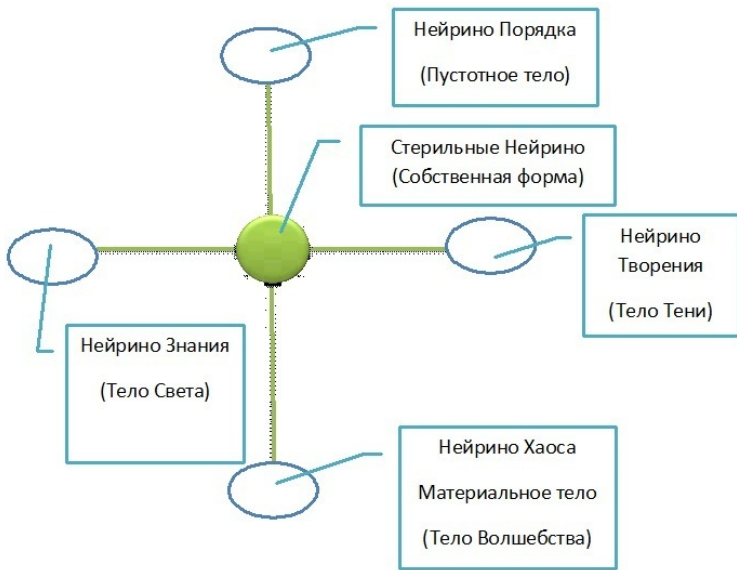 Нейрино Порядка
(Пустотное тело)
Стерильные Нейрино
(Собственная форма)
Нейрино
Творения
(Тело Тени)
Нейрино Знания
(Тело Света)
Нейрино Хаоса
Материальное тело
(Тело Волшебства)